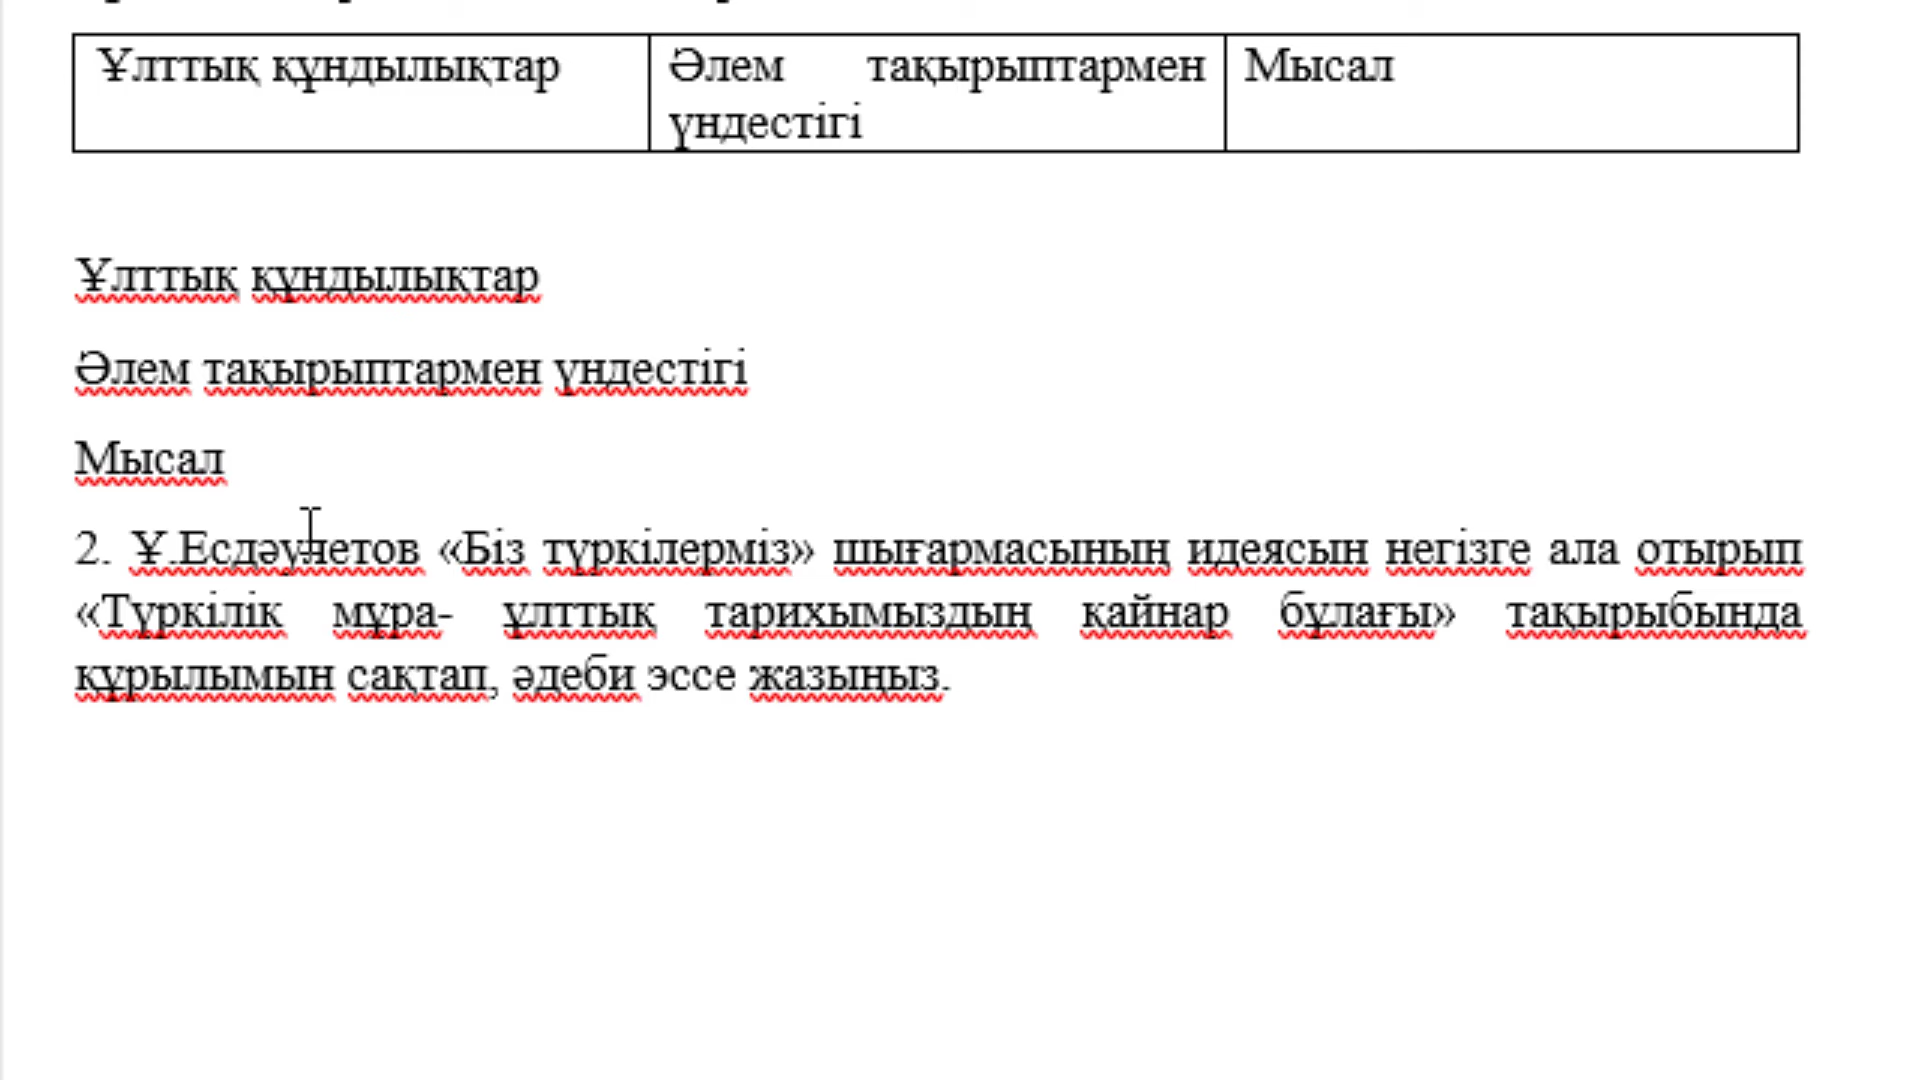 Ұлттық құндылықтар
Әлем тақырыптармен
үндестігі
Мысал
Ұлттық құндылықтар
Әлем тақырыптармен үндестігі
Мысал
2. Ұ.Есдәулетов «Біз түркілерміз» шығармасының идеясын негізге ала отырып
«Түркілік мұра- ұлттық тарихымыздың қайнар бұлағы» тақырыбында
құрылымын сақтап, әдеби эссе жазыңыз.